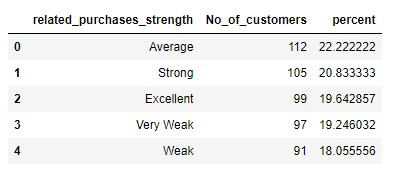 related_purchases_strength No_of_customers percent
0 Average 112 22.222222
1 Strong 105 20.833333
2 Excellent 99 19.642857
3 Very Weak 97 19.246032
4 Weak 91 18.055556